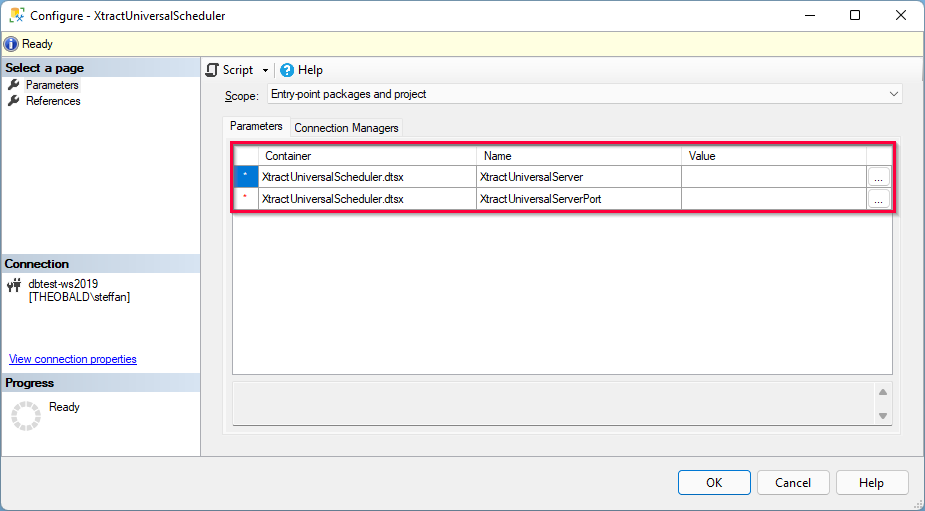 Configure - XtractUniversalScheduler
Ready
Select a page
Parameters
References
Script Help
Scope: Entry-point packages and project
Parameters Connection Managers
Container Name Value
* XtractUniversalScheduler.dtsx XtractUniversalServer ...
* XtractUniversalScheduler.dtsx XtractUniversalServerPort ...
Connection
dbtest-ws2019
[THEOBALD\steffan]
View connection properties
Progress
Ready
OK Cancel Help